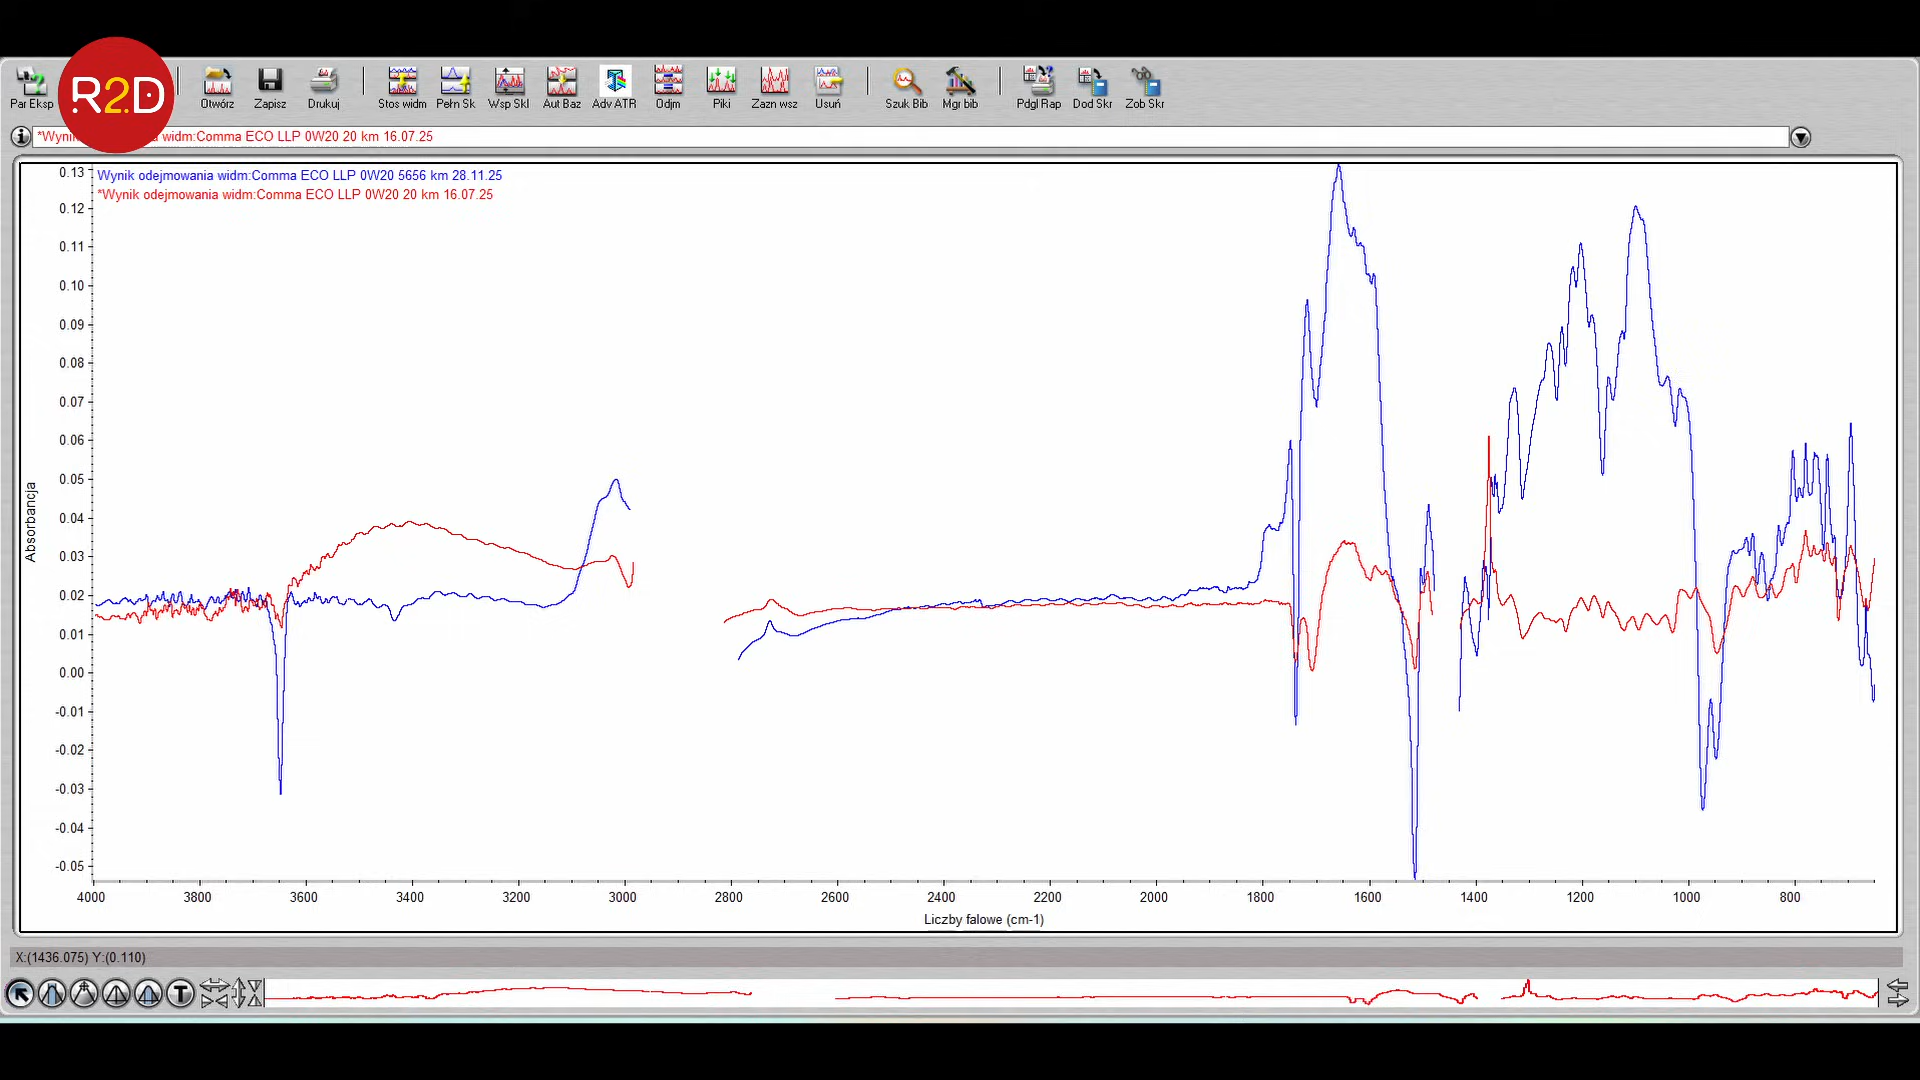 R2D
Par Eksp Otwórz Zapisz Drukuj Stos widm Pełn Sk Wsp Skl Aut Baz Adv ATR Odjm Piki Zazn wsz Usuń Szuk Bib Mgr bib Pdgl Rap Dod Skr Zob Skr
*Wynik widm:Comma ECO LLP 0W20 20 km 16.07.25
Wynik odejmowania widm:Comma ECO LLP 0W20 5656 km 28.11.25
*Wynik odejmowania widm:Comma ECO LLP 0W20 20 km 16.07.25
0.13
0.12
0.11
0.10
0.09
0.08
0.07
0.06
0.05
0.04
0.03
0.02
0.01
0.00
-0.01
-0.02
-0.03
-0.04
-0.05
Absorbancja
4000 3800 3600 3400 3200 3000 2800 2600 2400 2200 2000 1800 1600 1400 1200 1000 800
Liczby falowe (cm-1)
X:(1436.075) Y:(0.110)
T